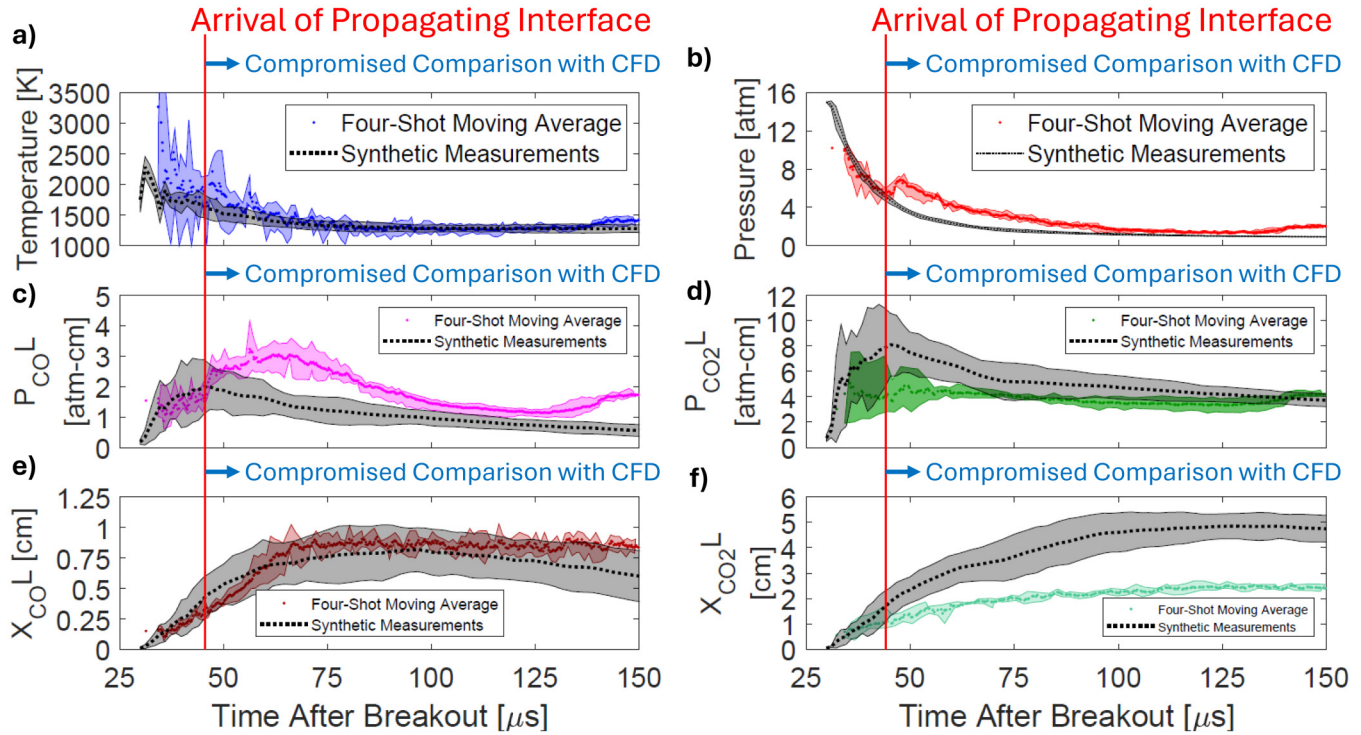 Arrival of Propagating Interface
Arrival of Propagating Interface
a)
Compromised Comparison with CFD
Temperature [K]
3500
3000
2500
2000
1500
1000
Four-Shot Moving Average
Synthetic Measurements
b)
Compromised Comparison with CFD
Pressure [atm]
16
12
8
4
0
Four-Shot Moving Average
Synthetic Measurements
c)
Compromised Comparison with CFD
P_CO L
[atm-cm]
5
4
3
2
1
0
Four-Shot Moving Average
Synthetic Measurements
d)
Compromised Comparison with CFD
P_CO2 L
[atm-cm]
12
10
8
6
4
2
0
Four-Shot Moving Average
Synthetic Measurements
e)
Compromised Comparison with CFD
X_CO L [cm]
1.25
1
0.75
0.5
0.25
0
Four-Shot Moving Average
Synthetic Measurements
25 50 75 100 125 150
Time After Breakout [μs]
f)
Compromised Comparison with CFD
X_CO2 L
[cm]
6
5
4
3
2
1
0
Four-Shot Moving Average
Synthetic Measurements
25 50 75 100 125 150
Time After Breakout [μs]